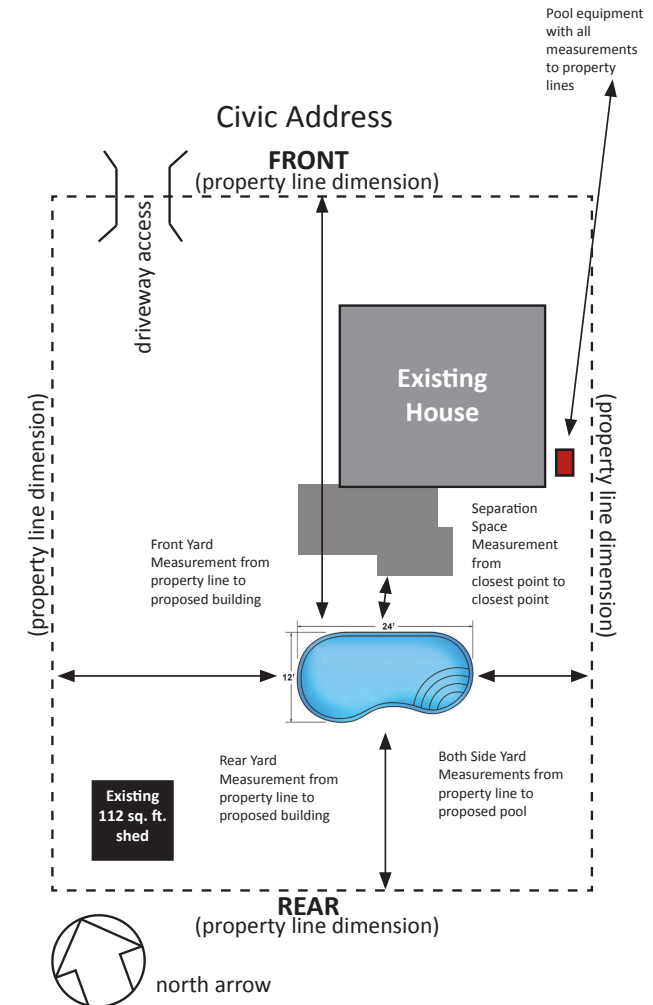 Pool equipment
with all
measurements
to property
lines
Civic Address
FRONT
(property line dimension)
driveway access
Existing
House
(property line dimension)
(property line dimension)
Front Yard
Measurement from
property line to
proposed building
Separation
Space
Measurement
from
closest point to
closest point
24'
12'
Rear Yard
Measurement from
property line to
proposed building
Both Side Yard
Measurements from
property line to
proposed pool
Existing
112 sq. ft.
shed
REAR
(property line dimension)
north arrow